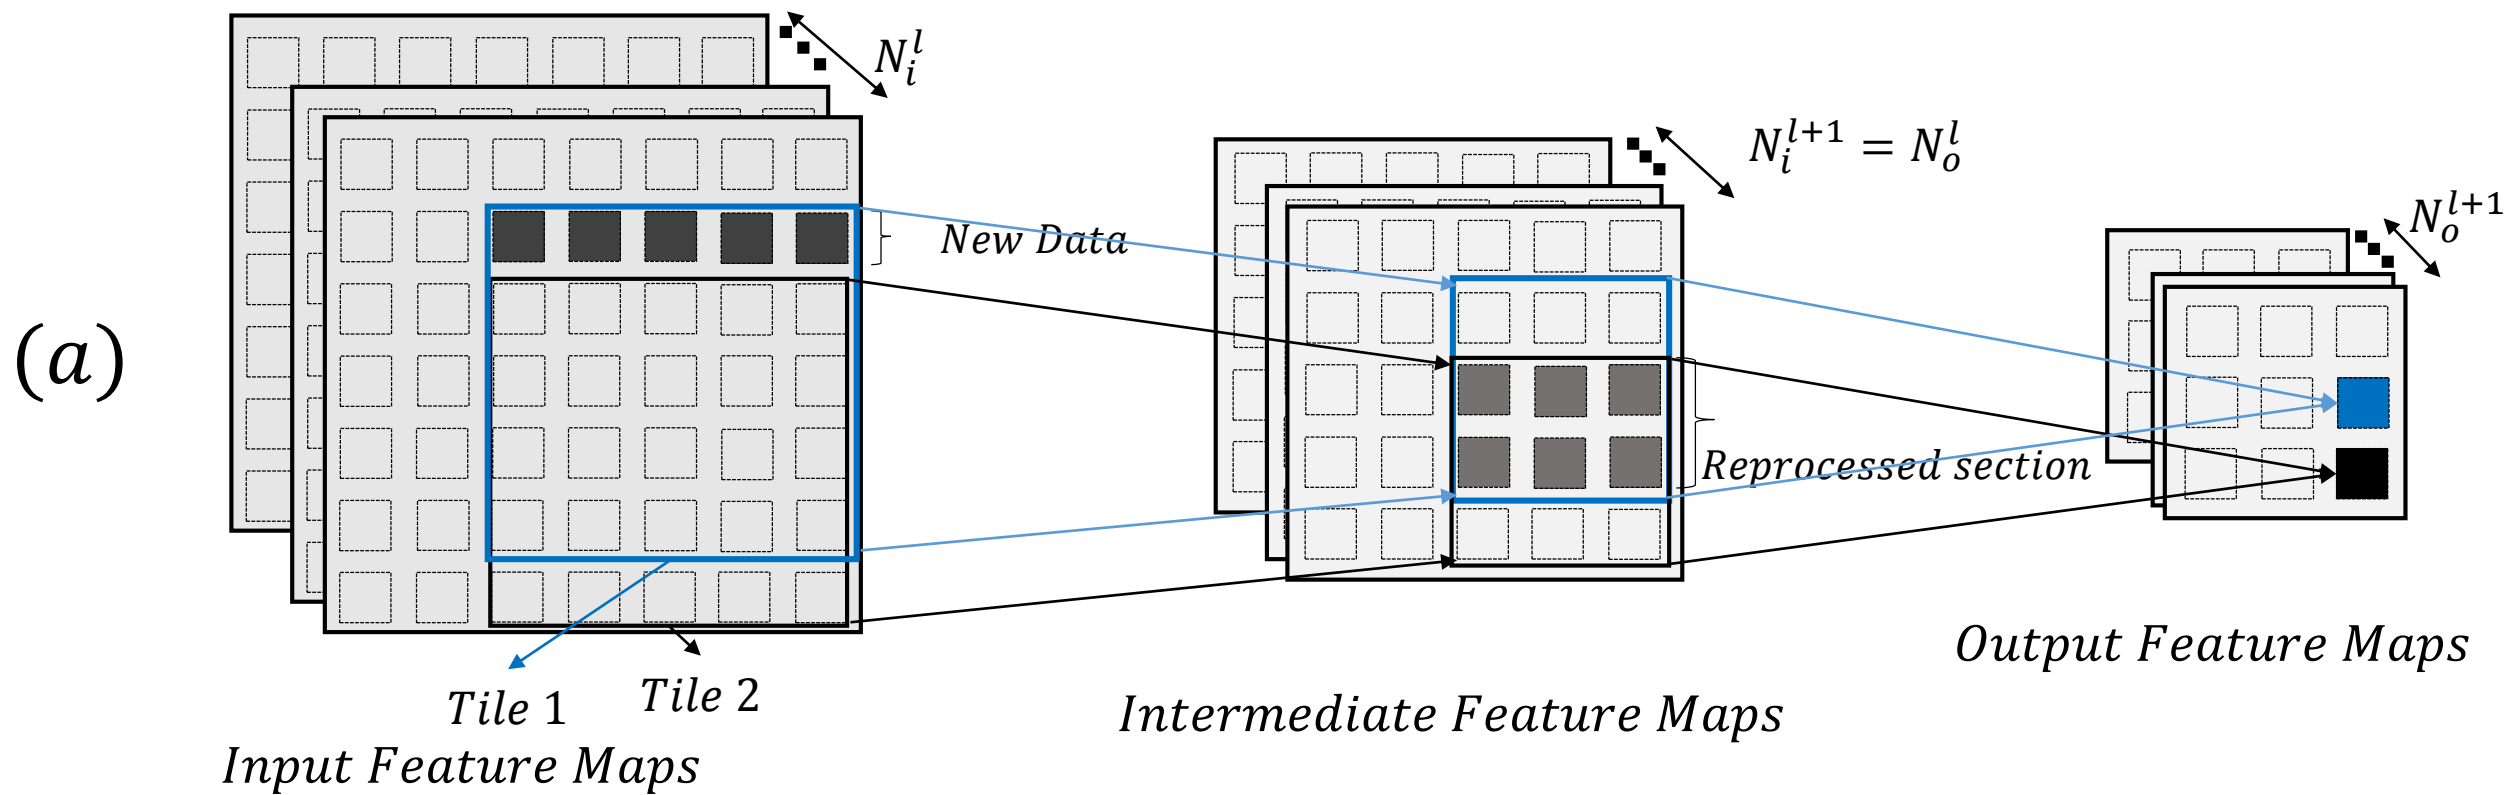 (a)
N_i^l
New Data
N_i^{l+1} = N_o^l
N_o^{l+1}
Reprocessed section
Tile 1
Tile 2
Input Feature Maps
Intermediate Feature Maps
Output Feature Maps